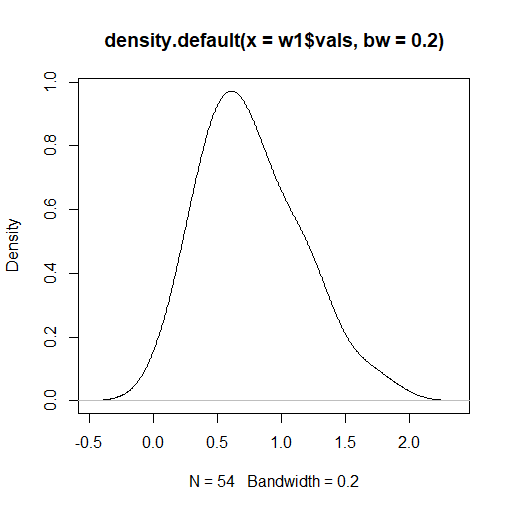 density.default(x = w1$vals, bw = 0.2)
Density
1.0
0.8
0.6
0.4
0.2
0.0
-0.5 0.0 0.5 1.0 1.5 2.0
N = 54 Bandwidth = 0.2